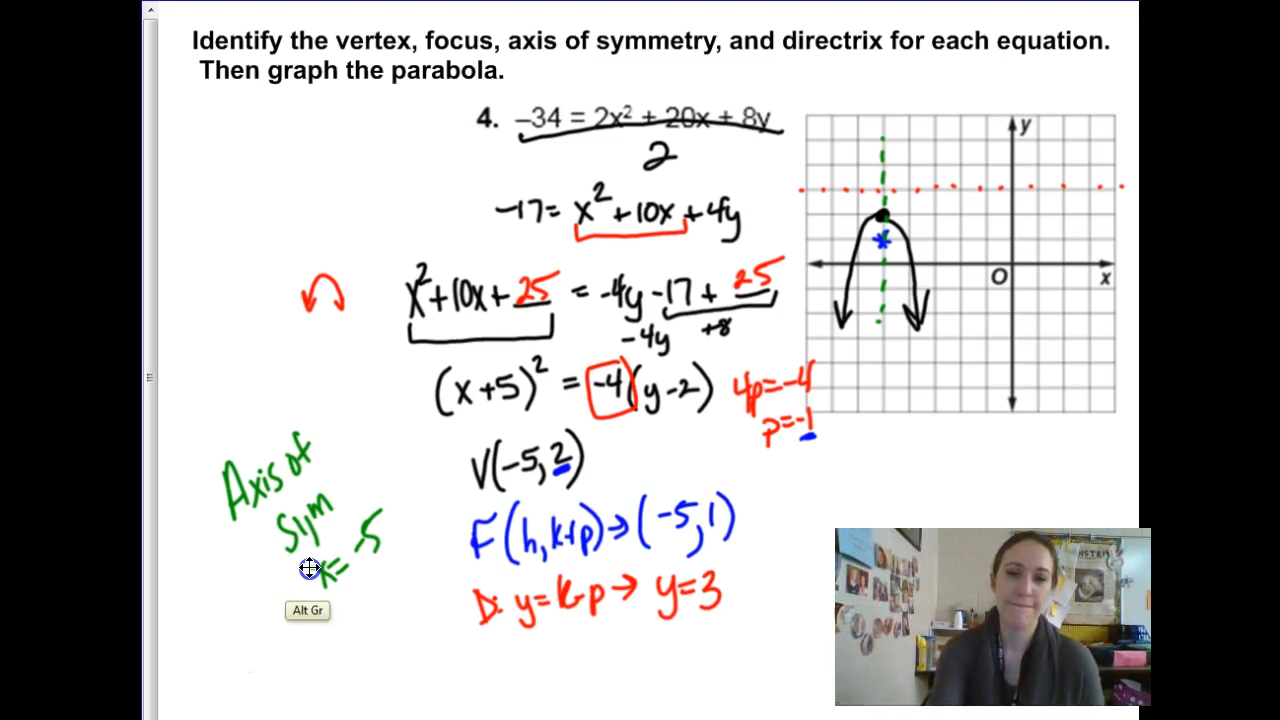 Identify the vertex, focus, axis of symmetry, and directrix for each equation.
Then graph the parabola.
4. –34 = 2x² + 20x + 8y
2
-17 = x² + 10x + 4y
x² + 10x + 25 = -4y - 17 + 25
-4y +8
(x + 5)² = -4(y - 2)
4p = -4
p = -1
V(-5, 2)
F(h, k+p) → (-5, 1)
D: y = k-p → y = 3
Axis of
Sym
x = -5
Alt Gr
y
O
x